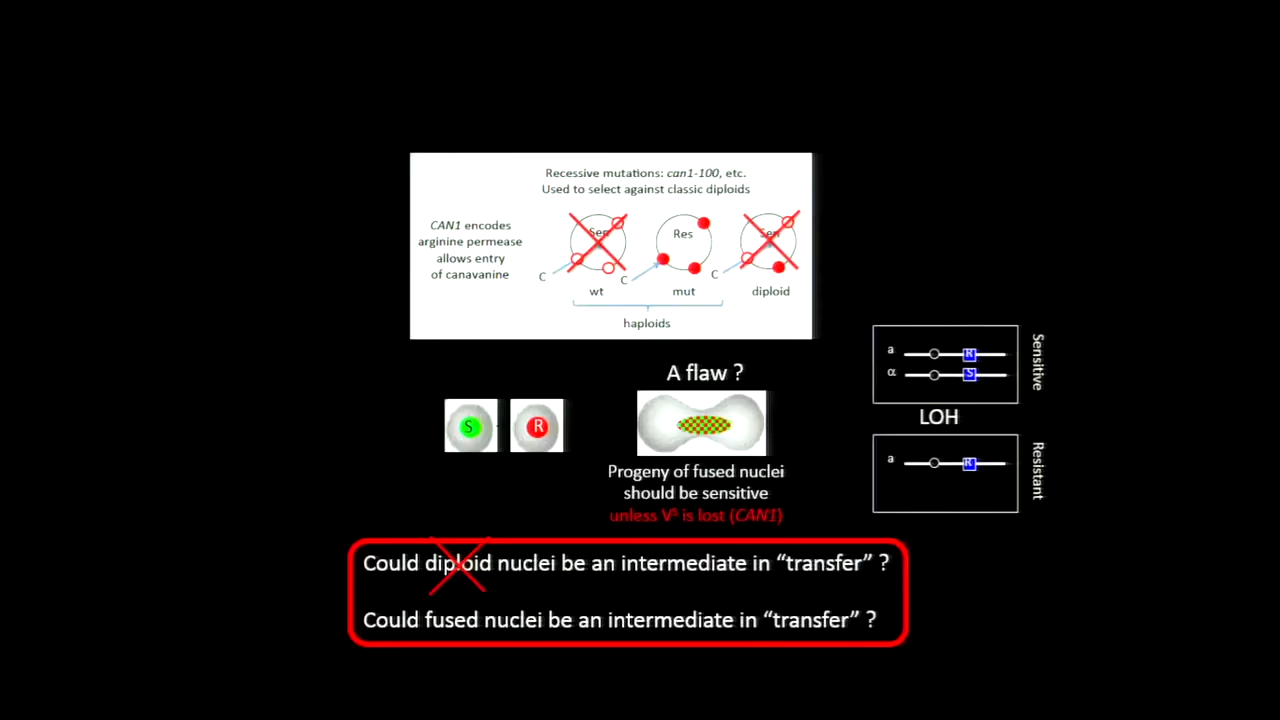 Recessive mutations: can1-100, etc.
Used to select against classic diploids
CAN1 encodes
arginine permease
allows entry
of canavanine
Sen
Res
Sen
C
C
C
wt
mut
diploid
haploids
A flaw ?
S
R
Progeny of fused nuclei
should be sensitive
unless Vˢ is lost (CAN1)
a
R
α
S
Sensitive
LOH
a
R
Resistant
Could diploid nuclei be an intermediate in “transfer” ?
Could fused nuclei be an intermediate in “transfer” ?